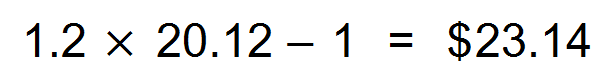 1.2 × 20.12 – 1 = $23.14